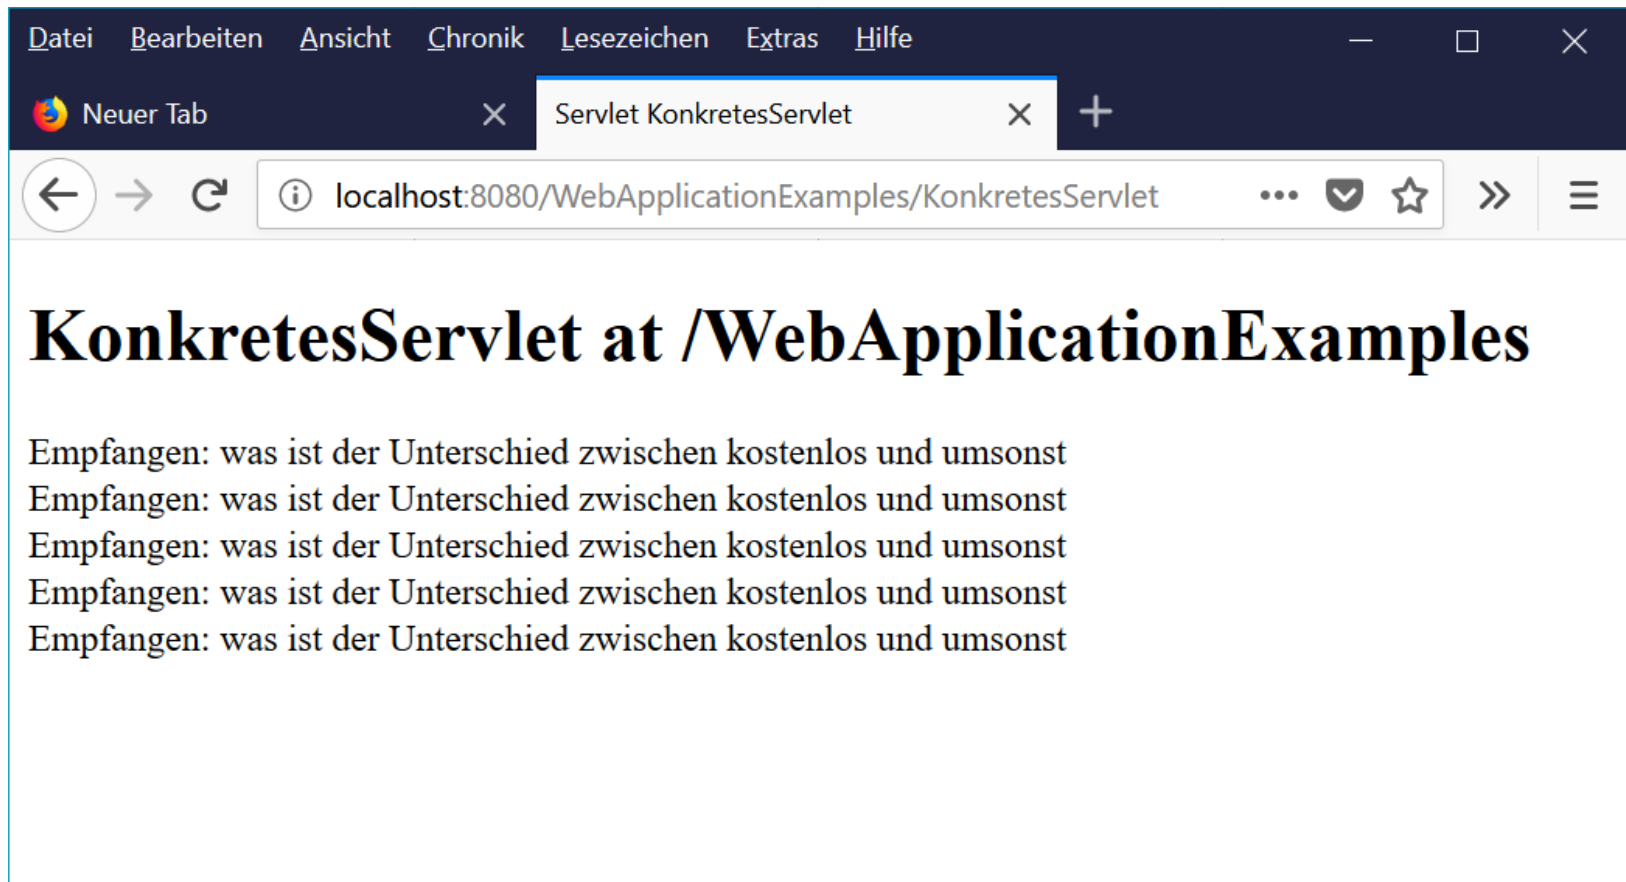 Datei Bearbeiten Ansicht Chronik Lesezeichen Extras Hilfe
Neuer Tab Servlet KonkretesServlet
localhost:8080/WebApplicationExamples/KonkretesServlet
KonkretesServlet at /WebApplicationExamples
Empfangen: was ist der Unterschied zwischen kostenlos und umsonst
Empfangen: was ist der Unterschied zwischen kostenlos und umsonst
Empfangen: was ist der Unterschied zwischen kostenlos und umsonst
Empfangen: was ist der Unterschied zwischen kostenlos und umsonst
Empfangen: was ist der Unterschied zwischen kostenlos und umsonst